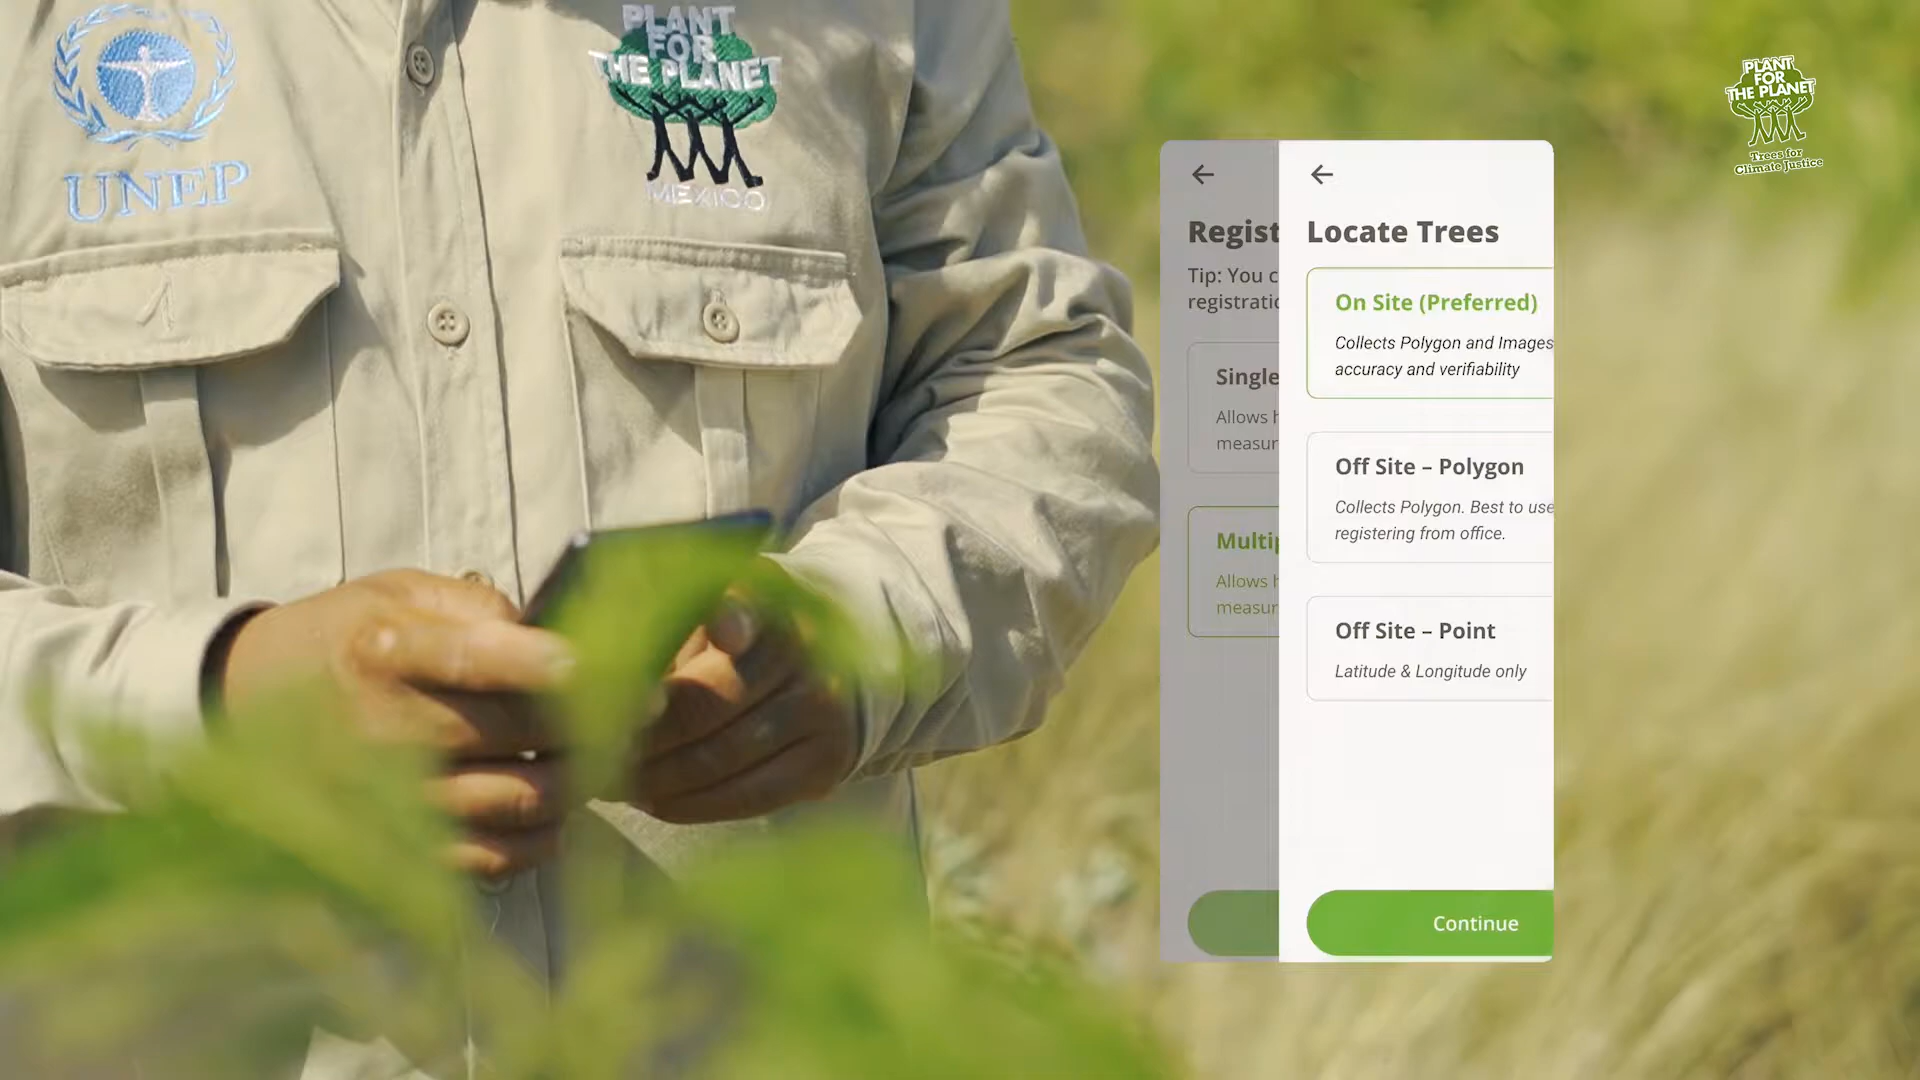 UNEP
PLANT
FOR
THE PLANET
MEXICO
PLANT
FOR
THE PLANET
Trees for
Climate Justice
Regist
Tip: You c
registratio
Single
Allows h
measur
Multip
Allows h
measur
Locate Trees
On Site (Preferred)
Collects Polygon and Images
accuracy and verifiability
Off Site – Polygon
Collects Polygon. Best to use
registering from office.
Off Site – Point
Latitude & Longitude only
Continue